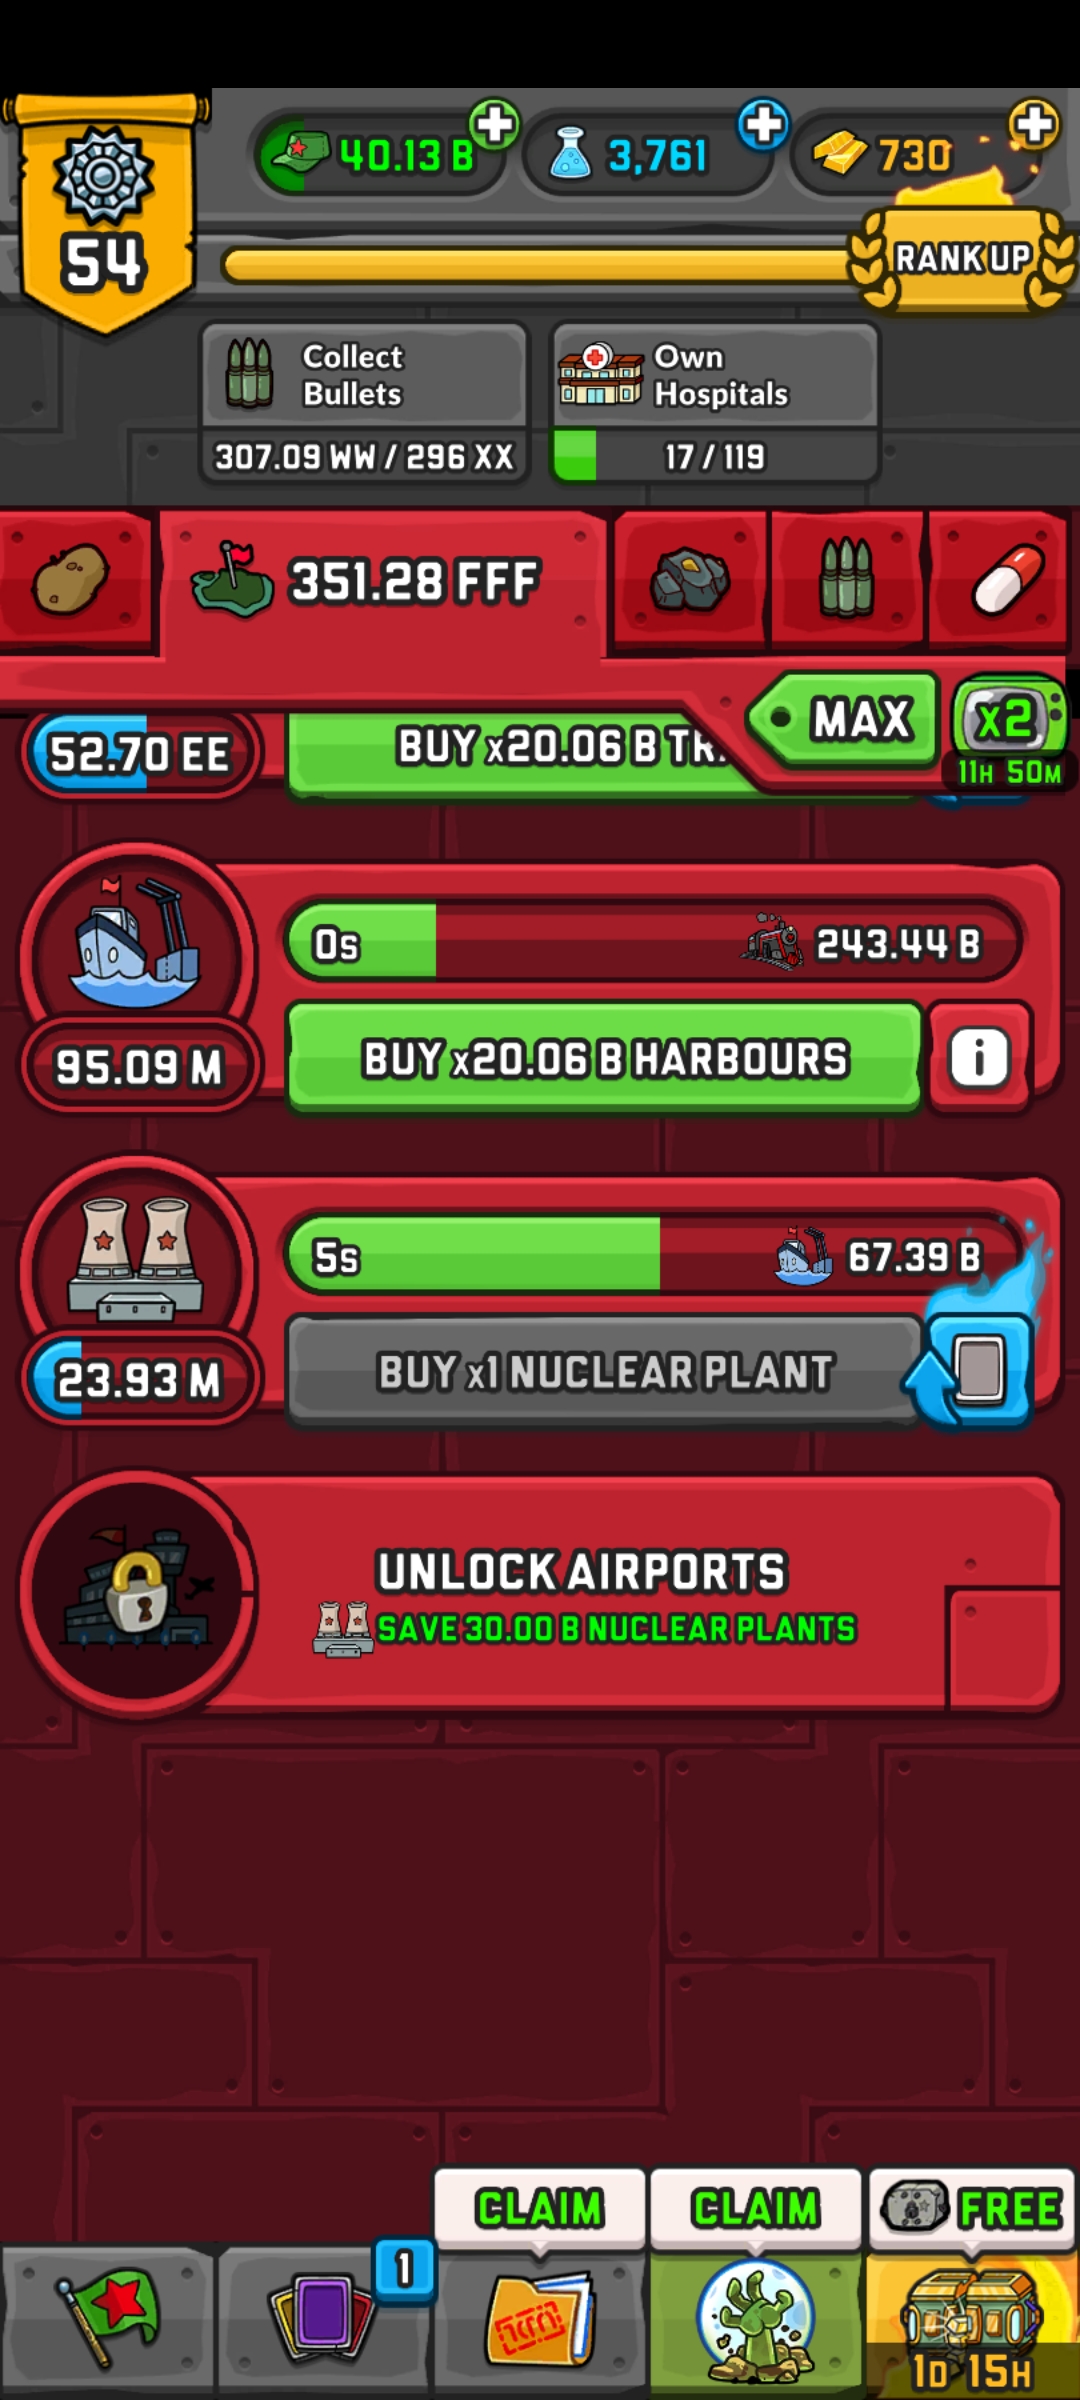 40.13 B
3,761
730
54
RANK UP
Collect
Bullets
307.09 WW / 296 XX
Own
Hospitals
17 / 119
351.28 FFF
MAX
x2
11H 50M
52.70 EE
BUY x20.06 B
0s
243.44 B
95.09 M
BUY x20.06 B HARBOURS
i
5s
67.39 B
23.93 M
BUY x1 NUCLEAR PLANT
UNLOCK AIRPORTS
SAVE 30.00 B NUCLEAR PLANTS
CLAIM
CLAIM
FREE
1
1D 15H